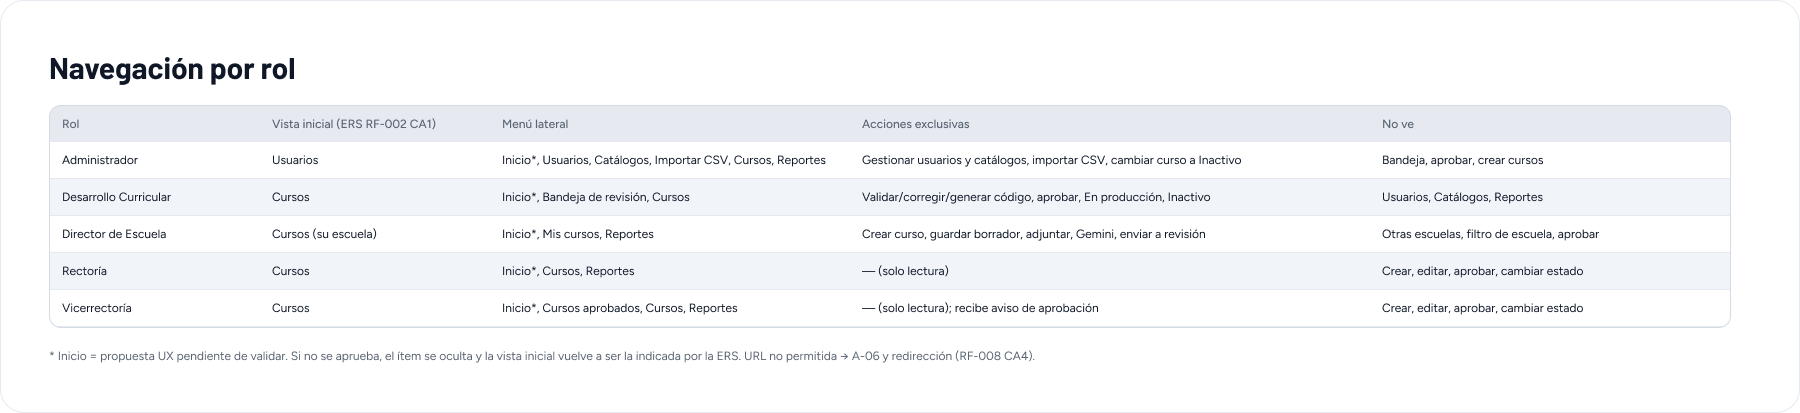 Navegación por rol
Rol Vista inicial (ERS RF-002 CA1) Menú lateral Acciones exclusivas No ve
Administrador Usuarios Inicio*, Usuarios, Catálogos, Importar CSV, Cursos, Reportes Gestionar usuarios y catálogos, importar CSV, cambiar curso a Inactivo Bandeja, aprobar, crear cursos
Desarrollo Curricular Cursos Inicio*, Bandeja de revisión, Cursos Validar/corregir/generar código, aprobar, En producción, Inactivo Usuarios, Catálogos, Reportes
Director de Escuela Cursos (su escuela) Inicio*, Mis cursos, Reportes Crear curso, guardar borrador, adjuntar, Gemini, enviar a revisión Otras escuelas, filtro de escuela, aprobar
Rectoría Cursos Inicio*, Cursos, Reportes — (solo lectura) Crear, editar, aprobar, cambiar estado
Vicerrectoría Cursos Inicio*, Cursos aprobados, Cursos, Reportes — (solo lectura); recibe aviso de aprobación Crear, editar, aprobar, cambiar estado
* Inicio = propuesta UX pendiente de validar. Si no se aprueba, el ítem se oculta y la vista inicial vuelve a ser la indicada por la ERS. URL no permitida → A-06 y redirección (RF-008 CA4).